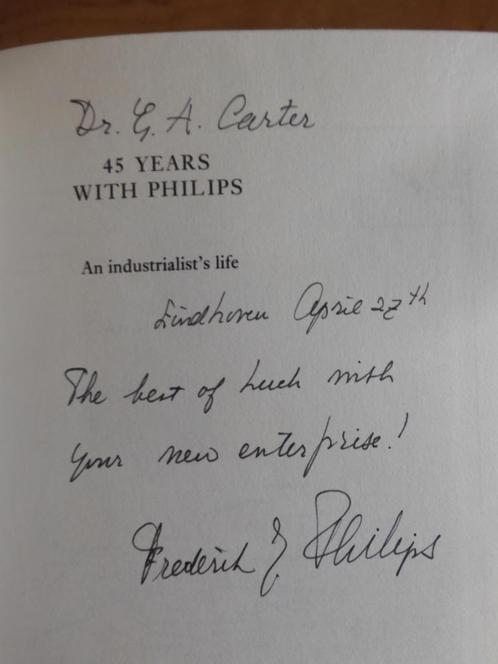 Dr. G. A. Carter
45 YEARS
WITH PHILIPS
An industrialist's life
Eindhoven April 27th
The best of luck with
your new enterprise!
Frederik J. Philips